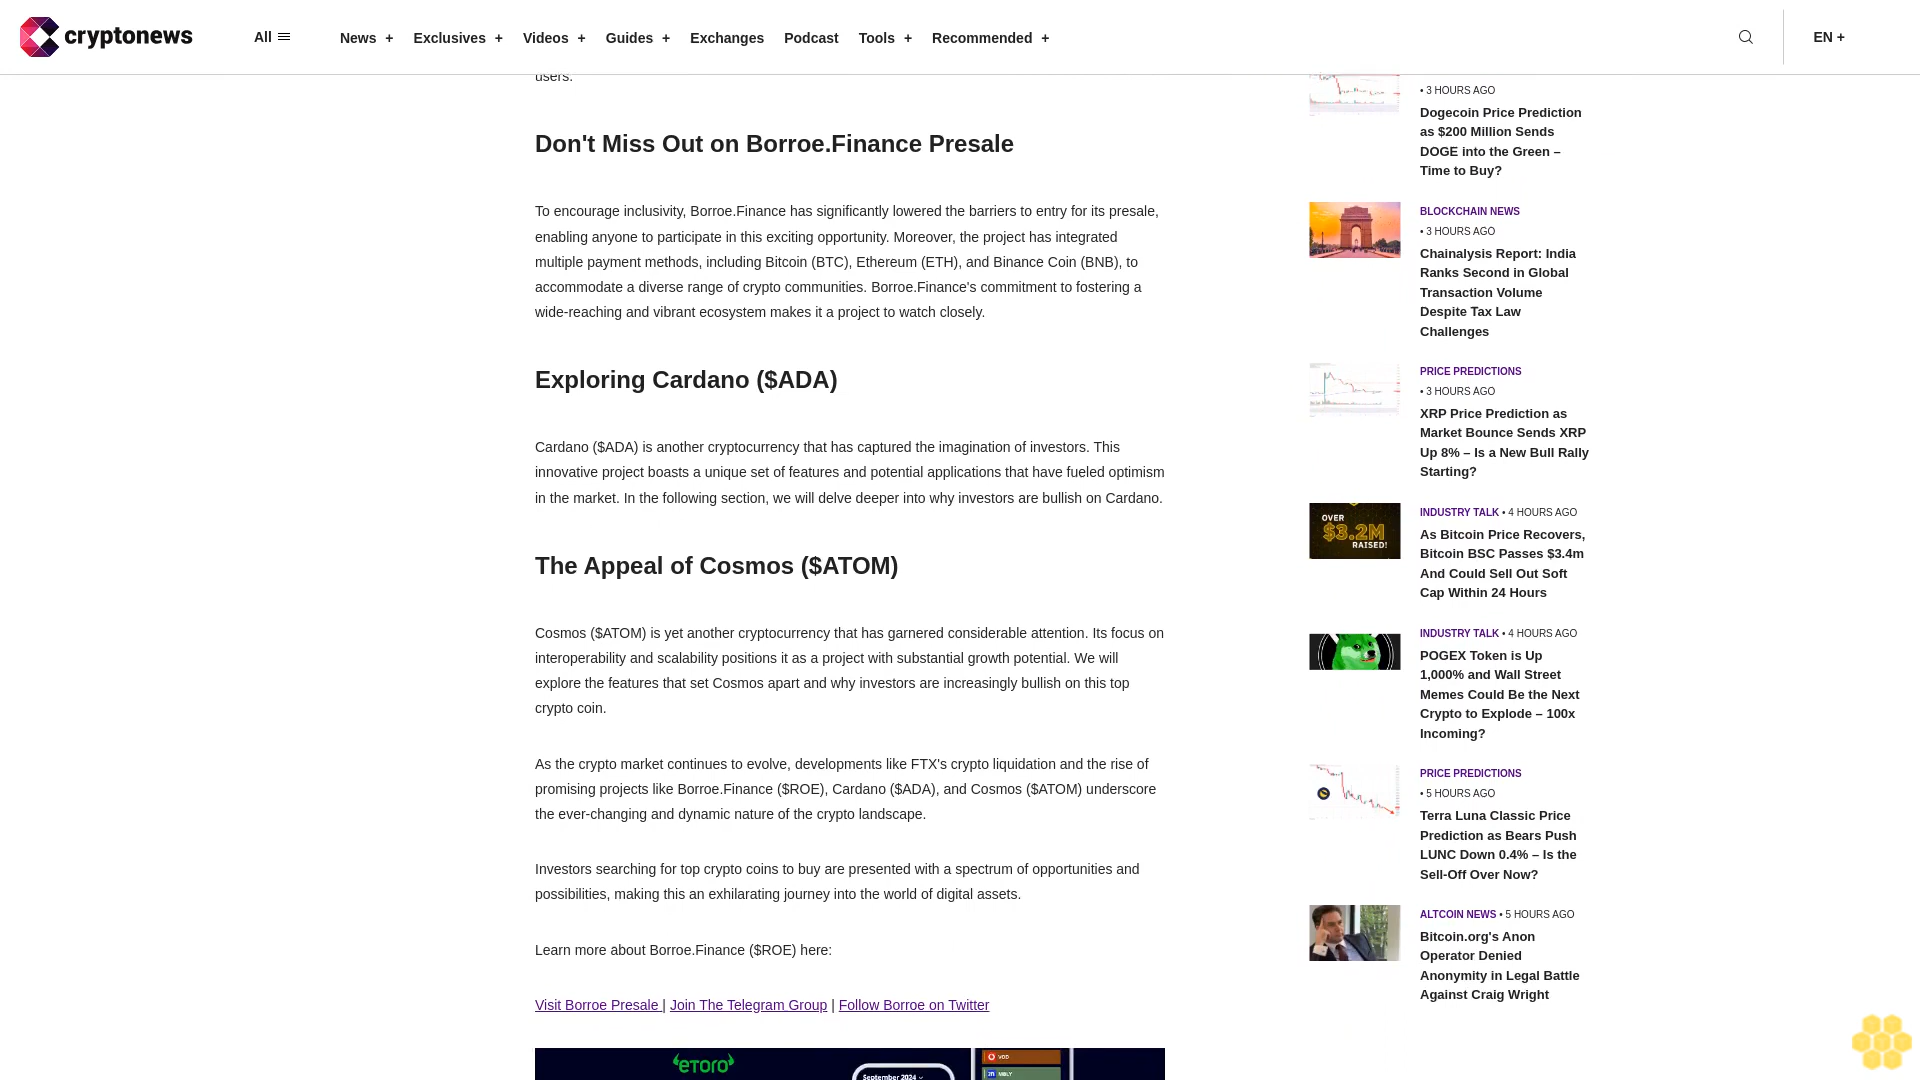 cryptonews
All
News +
Exclusives +
Videos +
Guides +
Exchanges
Podcast
Tools +
Recommended +
EN +
users.
Don't Miss Out on Borroe.Finance Presale
To encourage inclusivity, Borroe.Finance has significantly lowered the barriers to entry for its presale,
enabling anyone to participate in this exciting opportunity. Moreover, the project has integrated
multiple payment methods, including Bitcoin (BTC), Ethereum (ETH), and Binance Coin (BNB), to
accommodate a diverse range of crypto communities. Borroe.Finance's commitment to fostering a
wide-reaching and vibrant ecosystem makes it a project to watch closely.
Exploring Cardano ($ADA)
Cardano ($ADA) is another cryptocurrency that has captured the imagination of investors. This
innovative project boasts a unique set of features and potential applications that have fueled optimism
in the market. In the following section, we will delve deeper into why investors are bullish on Cardano.
The Appeal of Cosmos ($ATOM)
Cosmos ($ATOM) is yet another cryptocurrency that has garnered considerable attention. Its focus on
interoperability and scalability positions it as a project with substantial growth potential. We will
explore the features that set Cosmos apart and why investors are increasingly bullish on this top
crypto coin.
As the crypto market continues to evolve, developments like FTX's crypto liquidation and the rise of
promising projects like Borroe.Finance ($ROE), Cardano ($ADA), and Cosmos ($ATOM) underscore
the ever-changing and dynamic nature of the crypto landscape.
Investors searching for top crypto coins to buy are presented with a spectrum of opportunities and
possibilities, making this an exhilarating journey into the world of digital assets.
Learn more about Borroe.Finance ($ROE) here:
Visit Borroe Presale | Join The Telegram Group | Follow Borroe on Twitter
eTORO
September 2024
VOD
MBLY
• 3 HOURS AGO
Dogecoin Price Prediction
as $200 Million Sends
DOGE into the Green –
Time to Buy?
BLOCKCHAIN NEWS
• 3 HOURS AGO
Chainalysis Report: India
Ranks Second in Global
Transaction Volume
Despite Tax Law
Challenges
PRICE PREDICTIONS
• 3 HOURS AGO
XRP Price Prediction as
Market Bounce Sends XRP
Up 8% – Is a New Bull Rally
Starting?
OVER
$3.2M
RAISED!
INDUSTRY TALK • 4 HOURS AGO
As Bitcoin Price Recovers,
Bitcoin BSC Passes $3.4m
And Could Sell Out Soft
Cap Within 24 Hours
INDUSTRY TALK • 4 HOURS AGO
POGEX Token is Up
1,000% and Wall Street
Memes Could Be the Next
Crypto to Explode – 100x
Incoming?
PRICE PREDICTIONS
• 5 HOURS AGO
Terra Luna Classic Price
Prediction as Bears Push
LUNC Down 0.4% – Is the
Sell-Off Over Now?
ALTCOIN NEWS • 5 HOURS AGO
Bitcoin.org's Anon
Operator Denied
Anonymity in Legal Battle
Against Craig Wright